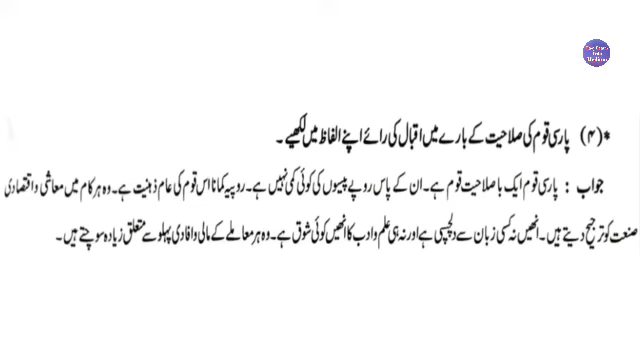 *(۴) پارسی قوم کی صلاحیت کے بارے میں اقبال کی رائے اپنے الفاظ میں لکھیے۔
جواب : پارسی قوم ایک باصلاحیت قوم ہے۔ ان کے پاس روپے پیسوں کی کوئی کمی نہیں ہے۔ روپیہ کمانا اس قوم کی عام ذہنیت ہے۔ وہ ہر کام میں معاشی و اقتصادی
صنعت کو ترجیح دیتے ہیں۔ انھیں نہ کسی زبان سے دلچسپی ہے اور نہ ہی علم و ادب کا انھیں کوئی شوق ہے۔ وہ ہر معاملے کے مالی و افادی پہلو سے متعلق زیادہ سوچتے ہیں۔